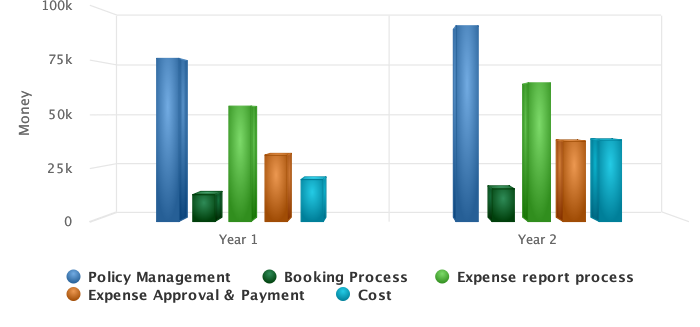 100k
75k
50k
25k
0
Money
Year 1
Year 2
Policy Management
Booking Process
Expense report process
Expense Approval & Payment
Cost